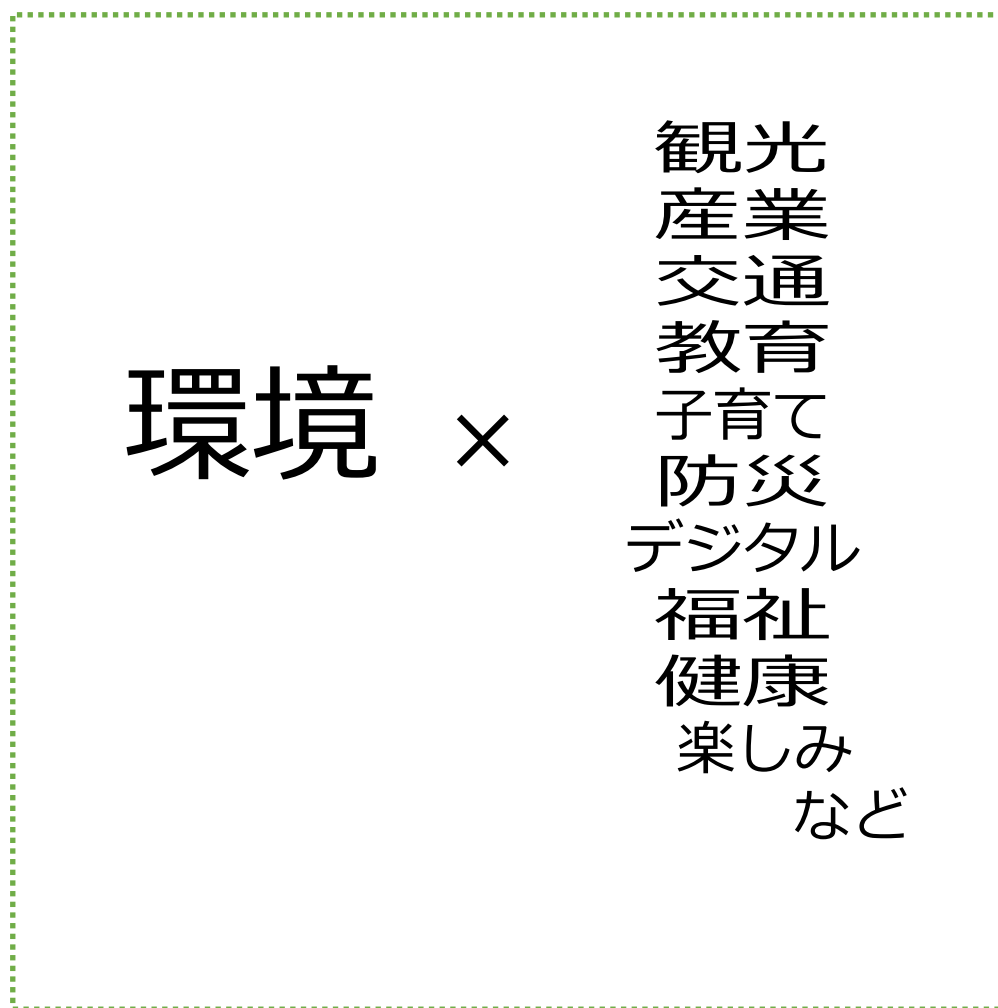 環境
×
観光
産業
交通
教育
子育て
防災
デジタル
福祉
健康
楽しみ
など